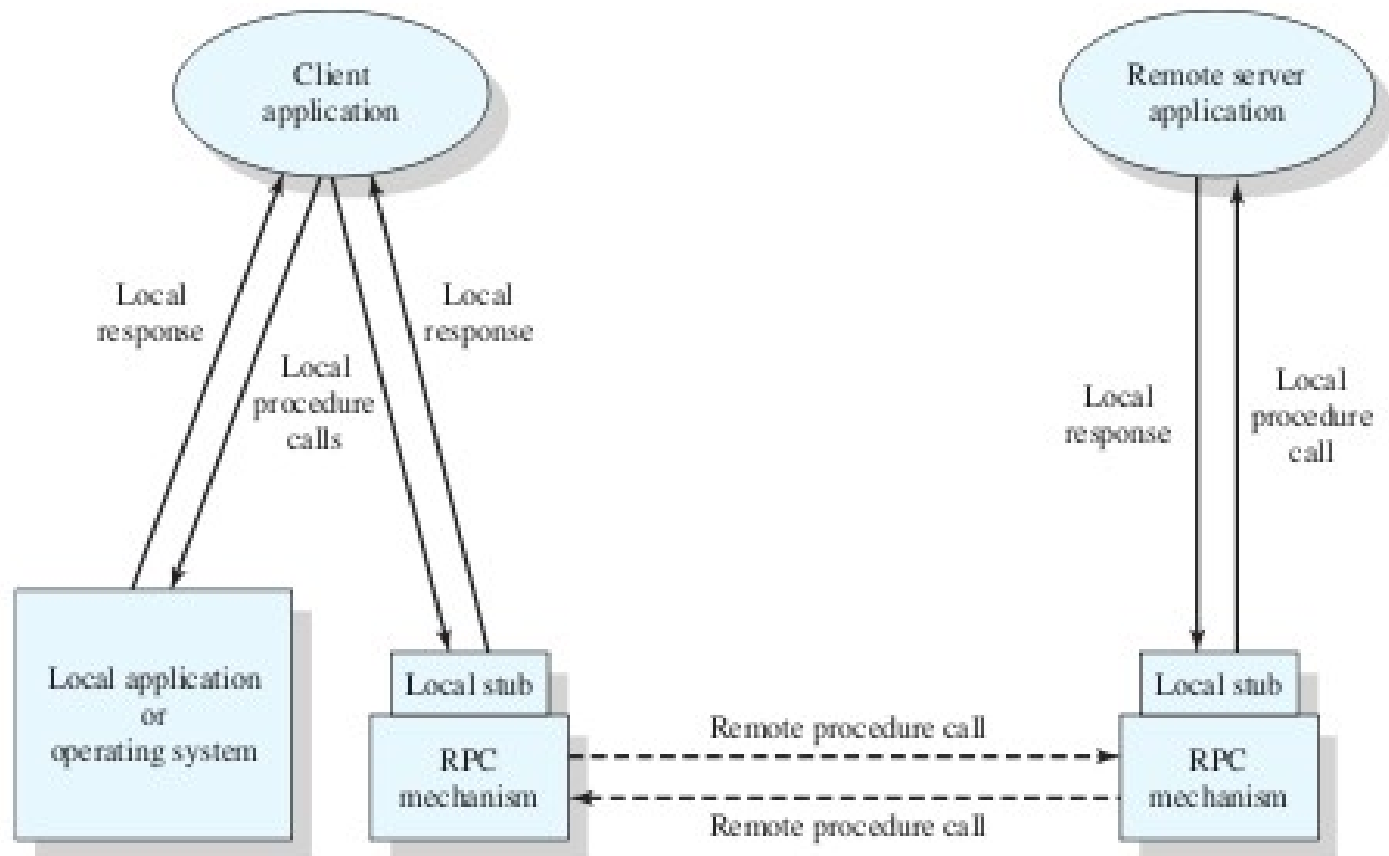 Client
application
Remote server
application
Local
response
Local
procedure
calls
Local
response
Local
response
Local
procedure
call
Local application
or
operating system
Local stub
RPC
mechanism
Remote procedure call
Remote procedure call
Local stub
RPC
mechanism